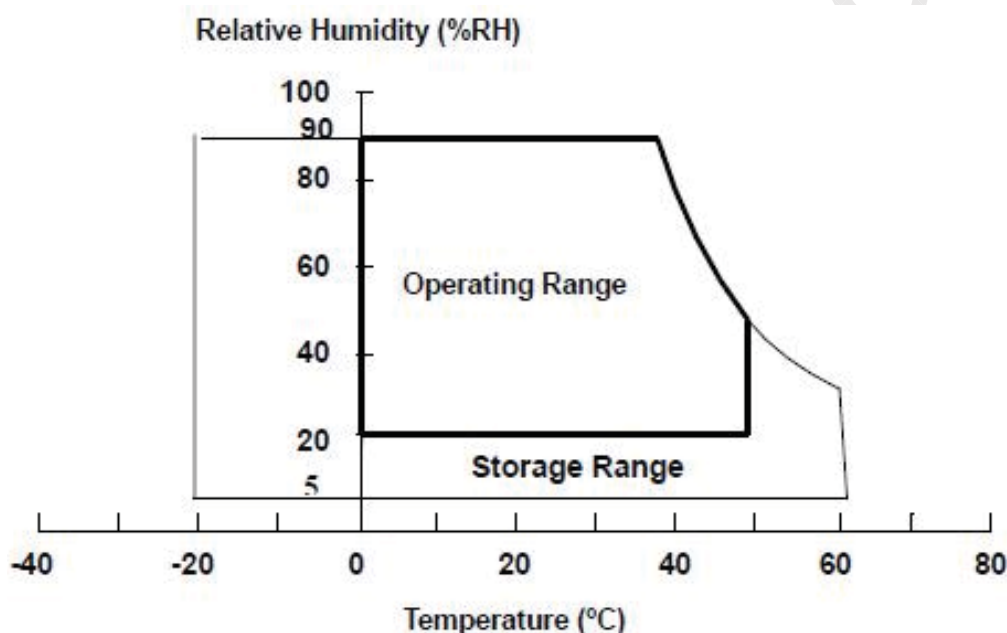 Relative Humidity (%RH)
100
90
80
60
Operating Range
40
20
Storage Range
5
-40 -20 0 20 40 60 80
Temperature (ºC)